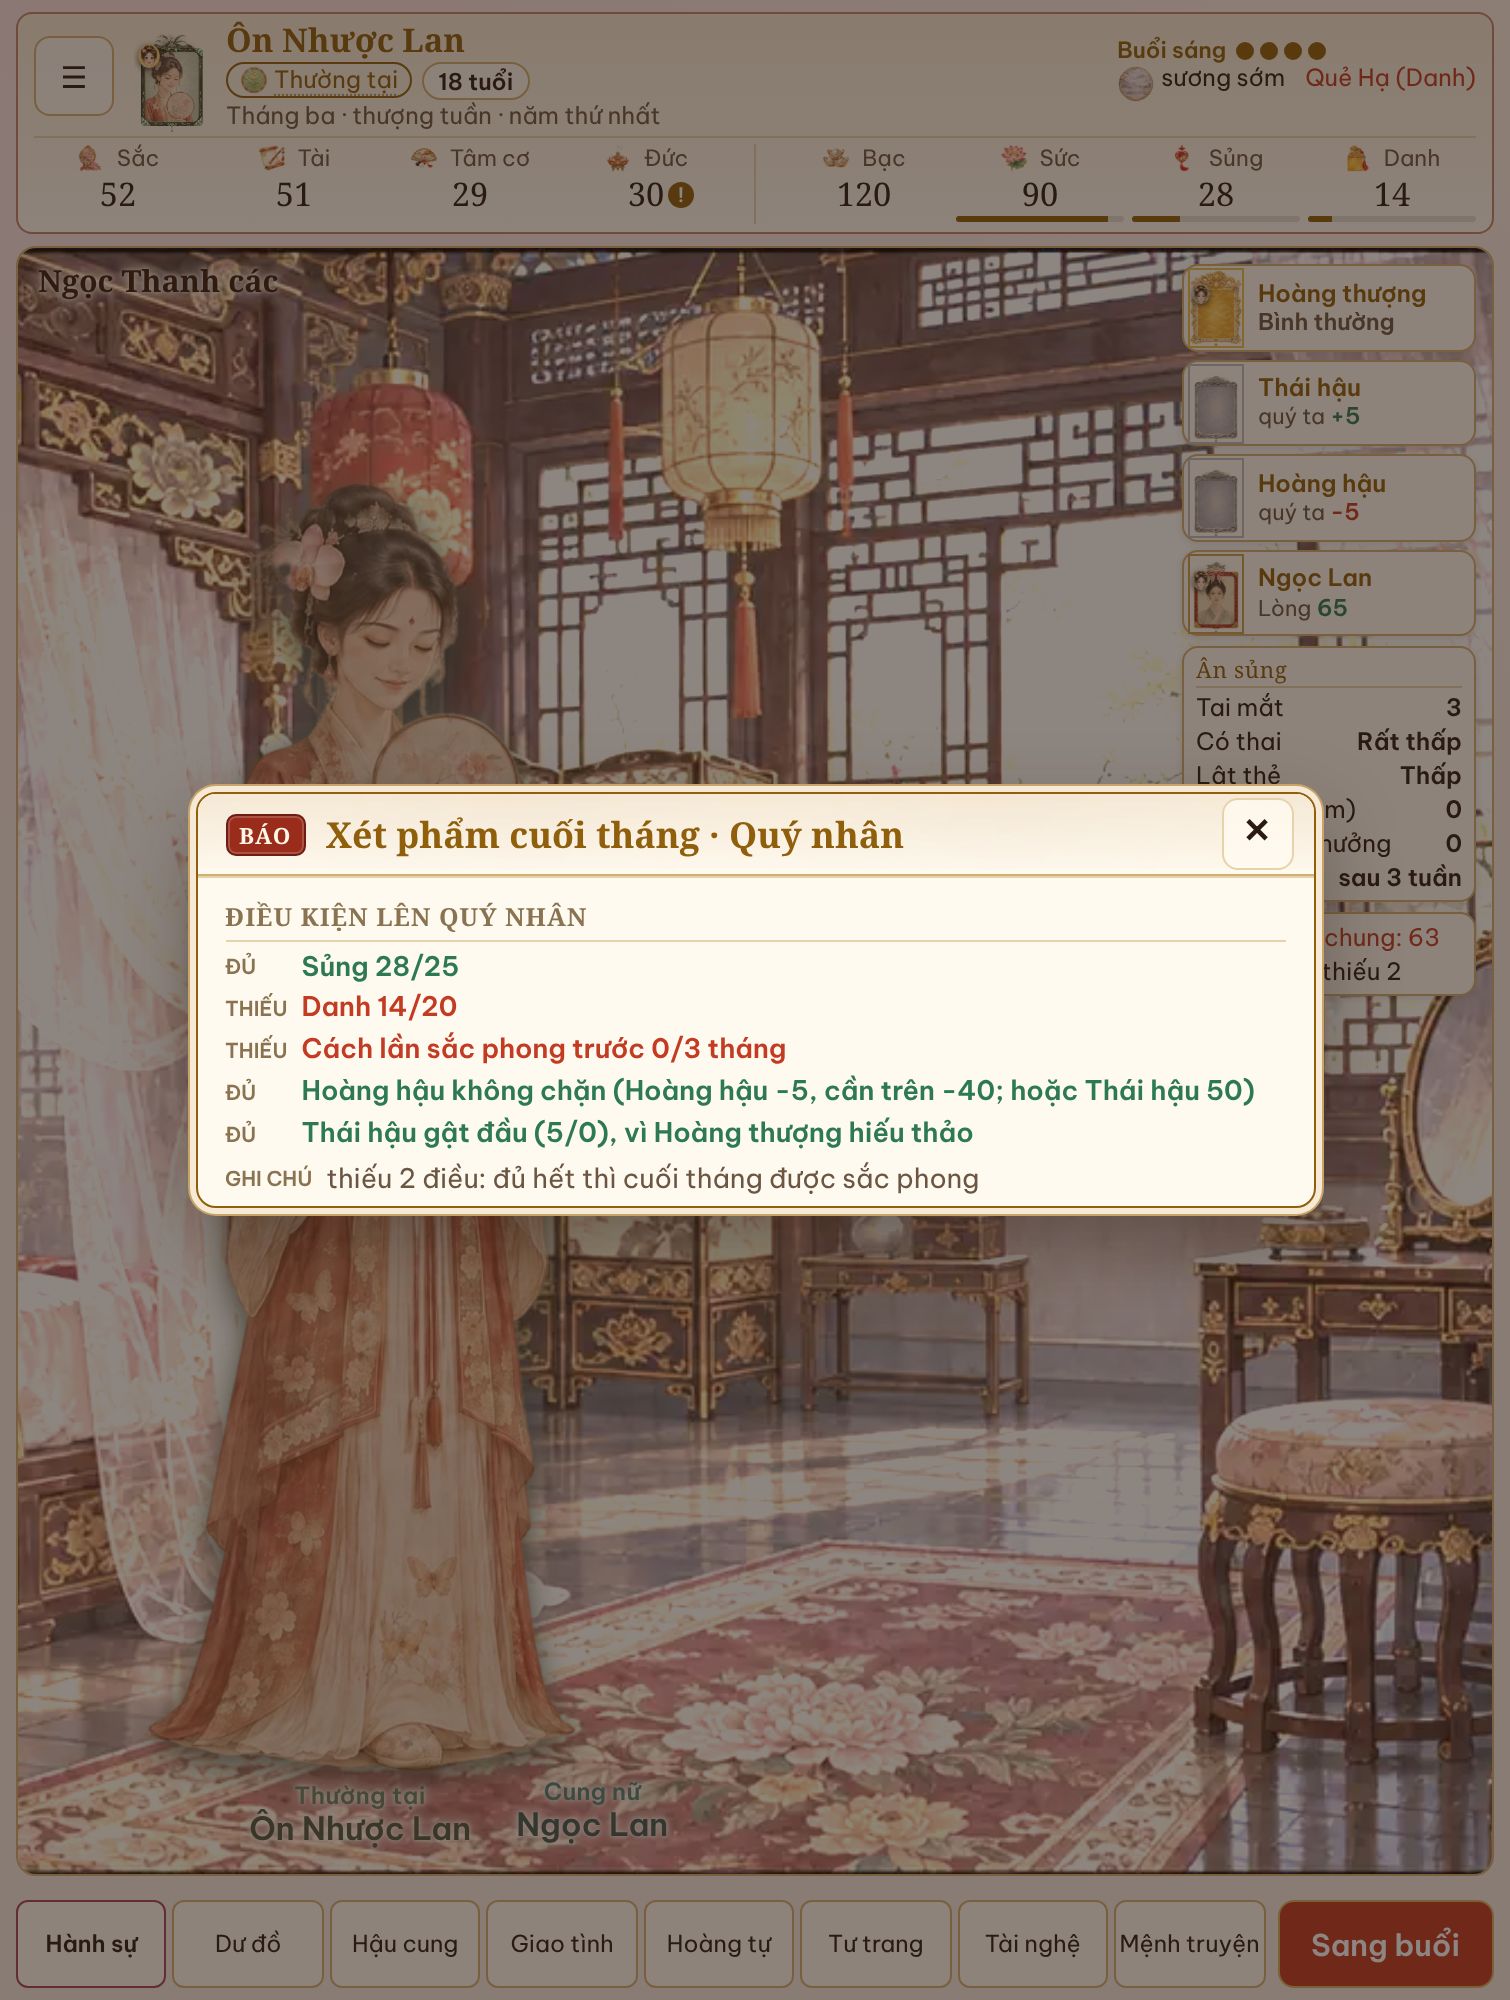 ☰
Ôn Nhược Lan
Thường tại 18 tuổi
Tháng ba · thượng tuần · năm thứ nhất
Buổi sáng
sương sớm Quẻ Hạ (Danh)
Sắc Tài Tâm cơ Đức Bạc Sức Sủng Danh
52 51 29 30 ! 120 90 28 14
Ngọc Thanh các
Hoàng thượng
Bình thường
Thái hậu
quý ta +5
Hoàng hậu
quý ta -5
Ngọc Lan
Lòng 65
Ân sủng
Tai mắt 3
Có thai Rất thấp
Lật thẻ Thấp
m) 0
hưởng 0
sau 3 tuần
chung: 63
thiếu 2
BÁO Xét phẩm cuối tháng · Quý nhân ✕
ĐIỀU KIỆN LÊN QUÝ NHÂN
ĐỦ Sủng 28/25
THIẾU Danh 14/20
THIẾU Cách lần sắc phong trước 0/3 tháng
ĐỦ Hoàng hậu không chặn (Hoàng hậu -5, cần trên -40; hoặc Thái hậu 50)
ĐỦ Thái hậu gật đầu (5/0), vì Hoàng thượng hiếu thảo
GHI CHÚ thiếu 2 điều: đủ hết thì cuối tháng được sắc phong
Thường tại
Ôn Nhược Lan
Cung nữ
Ngọc Lan
Hành sự Dư đồ Hậu cung Giao tình Hoàng tự Tư trang Tài nghệ Mệnh truyện Sang buổi